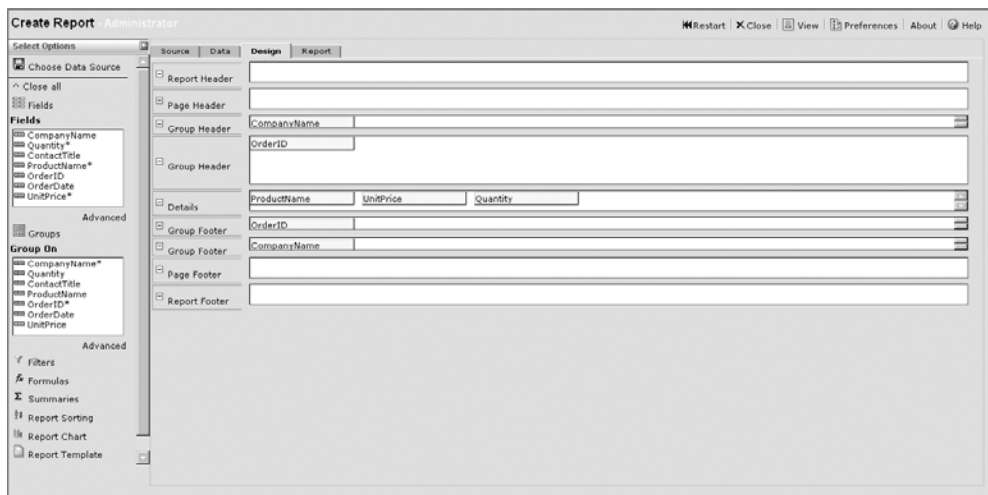 Create Report - Administrator
Restart Close View Preferences About Help
Select Options
Choose Data Source
Close all
Fields
Fields
CompanyName
Quantity*
ContactTitle
ProductName*
OrderID
OrderDate
UnitPrice*
Advanced
Groups
Group On
CompanyName*
Quantity
ContactTitle
ProductName
OrderID*
OrderDate
UnitPrice
Advanced
Filters
Formulas
Summaries
Report Sorting
Report Chart
Report Template
Source Data Design Report
Report Header
Page Header
Group Header CompanyName
Group Header OrderID
Details ProductName UnitPrice Quantity
Group Footer OrderID
Group Footer CompanyName
Page Footer
Report Footer